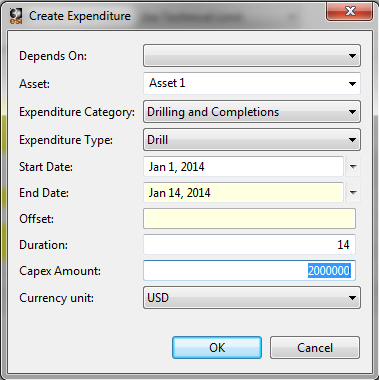 esi Create Expenditure
Depends On:
Asset: Asset 1
Expenditure Category: Drilling and Completions
Expenditure Type: Drill
Start Date: Jan 1, 2014
End Date: Jan 14, 2014
Offset:
Duration: 14
Capex Amount: 2000000
Currency unit: USD
OK Cancel